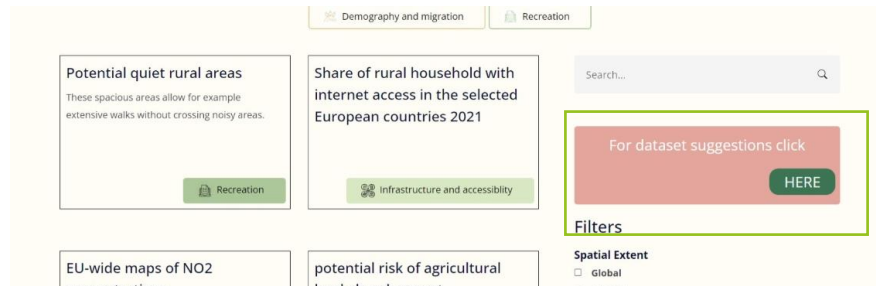 Demography and migration
Recreation
Potential quiet rural areas
These spacious areas allow for example
extensive walks without crossing noisy areas.
Recreation
Share of rural household with
internet access in the selected
European countries 2021
Infrastructure and accessiblity
Search...
For dataset suggestions click
HERE
Filters
Spatial Extent
Global
EU-wide maps of NO2
potential risk of agricultural